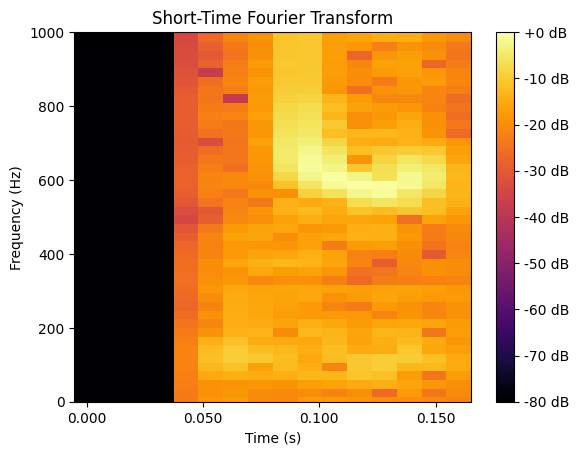 Short-Time Fourier Transform
1000
800
600
400
200
0
Frequency (Hz)
0.000
0.050
0.100
0.150
Time (s)
+0 dB
-10 dB
-20 dB
-30 dB
-40 dB
-50 dB
-60 dB
-70 dB
-80 dB